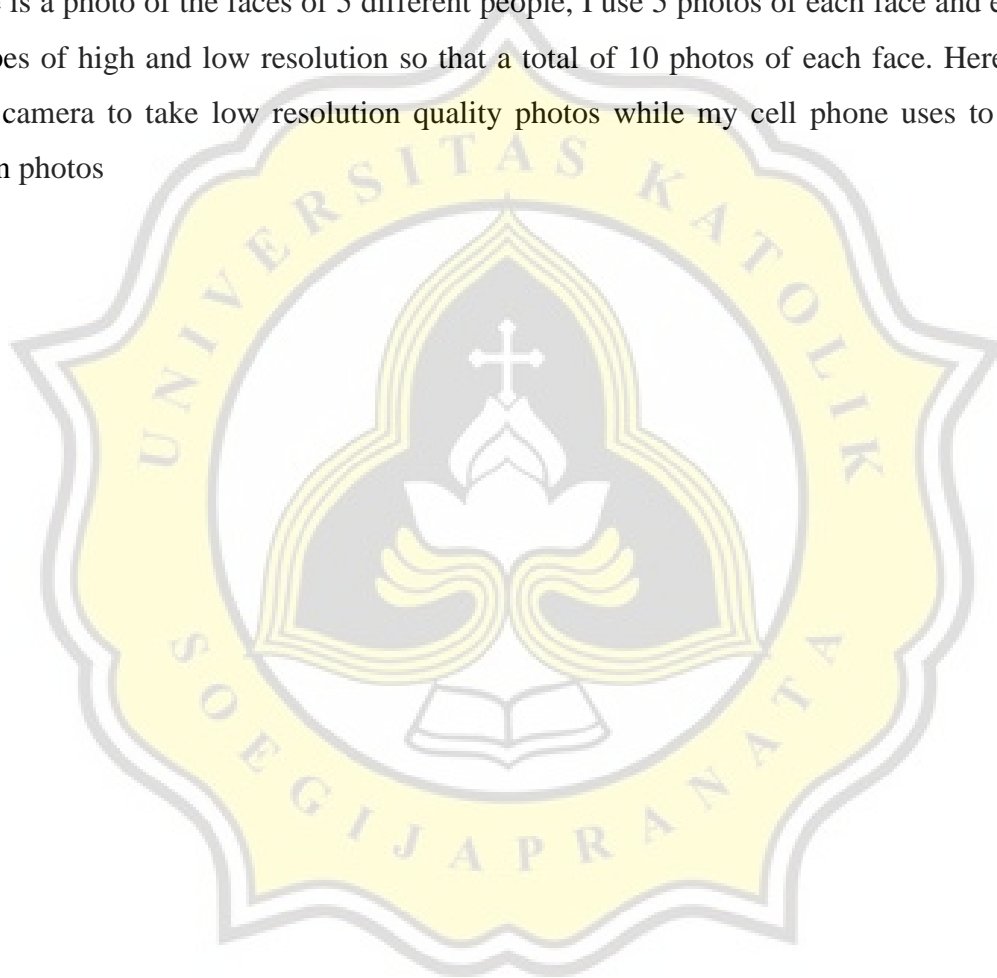 is a photo of the faces of 5 different people, I use 5 photos of each face and
of high and low resolution so that a total of 10 photos of each face. Here
camera to take low resolution quality photos while my cell phone uses to
photos
UNIVERSITAS KATOLIK
SOEGIJAPRANATA